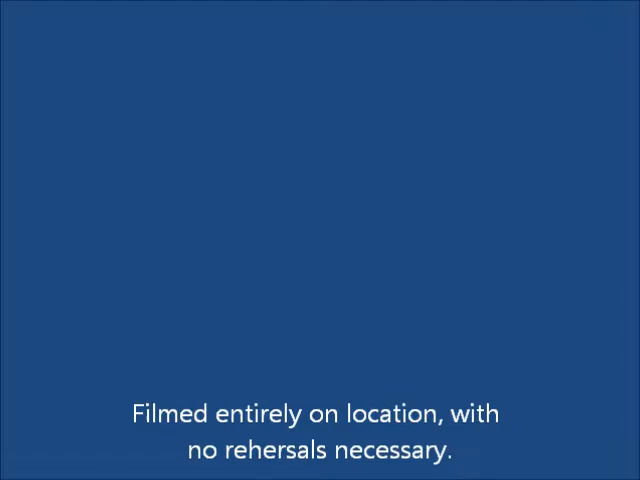 Filmed entirely on location, with
no rehersals necessary.